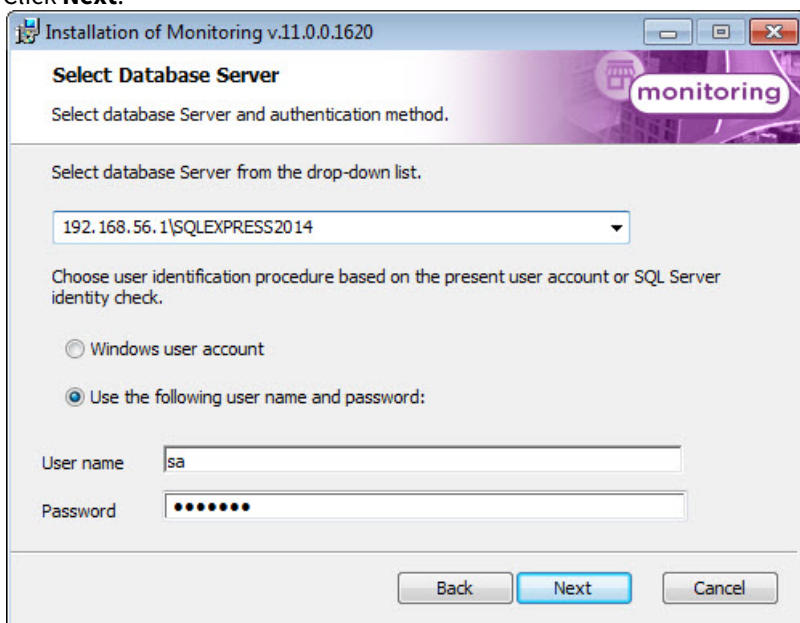 Click Next.
Installation of Monitoring v.11.0.0.1620
Select Database Server
Select database Server and authentication method.
monitoring
Select database Server from the drop-down list.
192.168.56.1\SQLEXPRESS2014
Choose user identification procedure based on the present user account or SQL Server
identity check.
Windows user account
Use the following user name and password:
User name sa
Password •••••••
Back Next Cancel